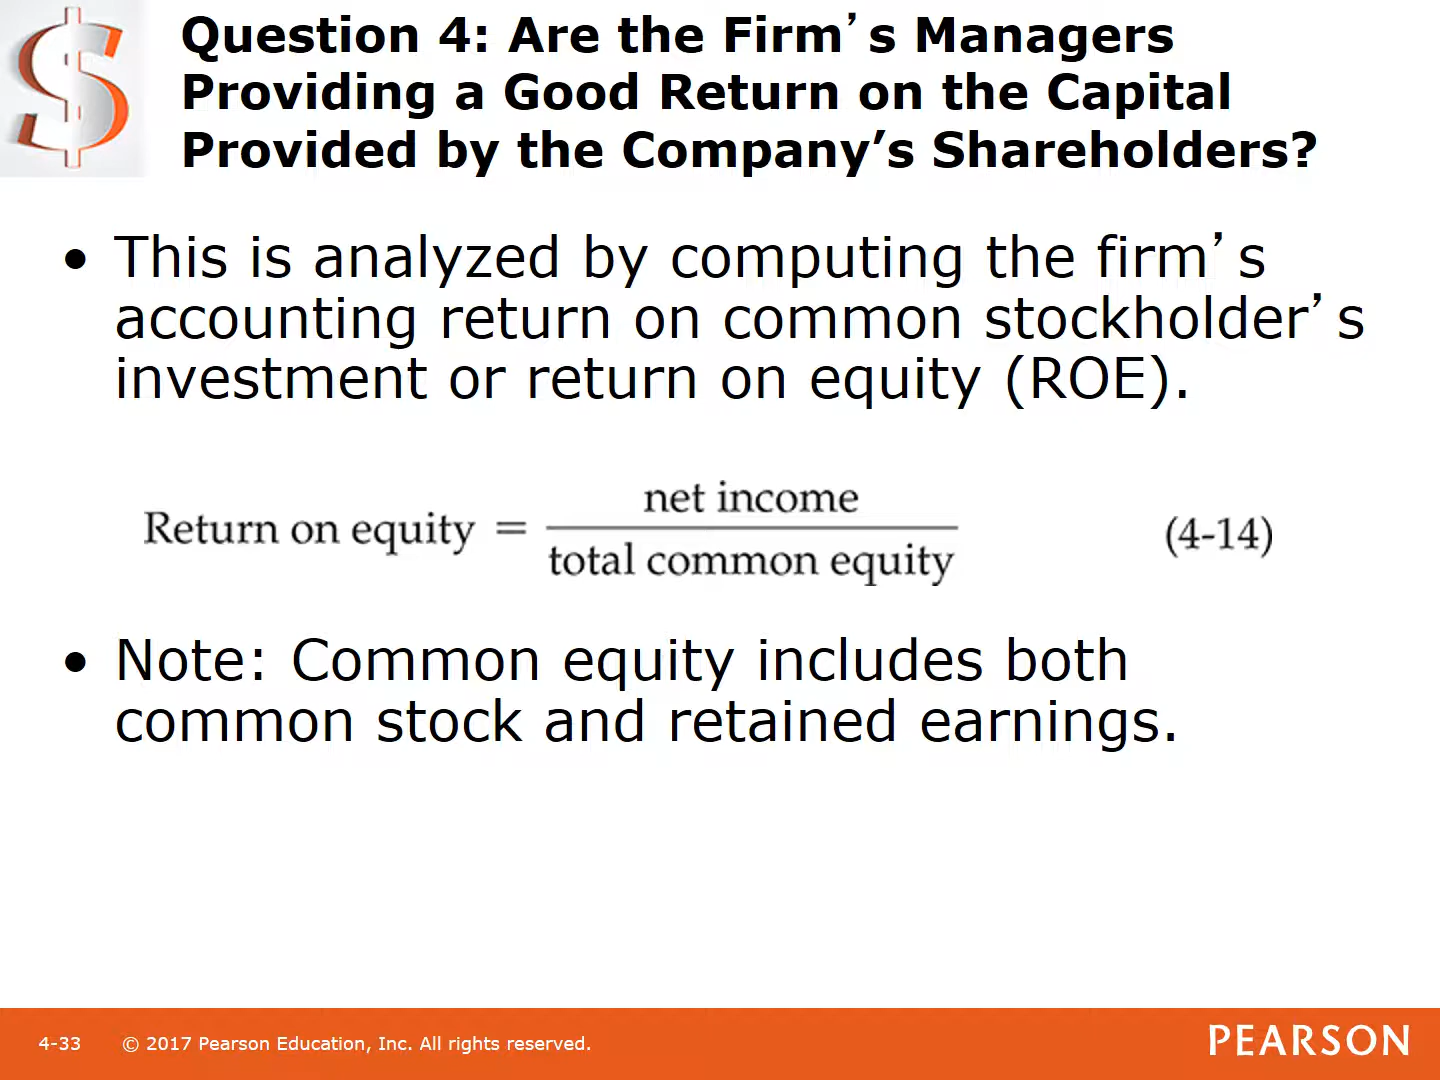 Question 4: Are the Firm’s Managers
Providing a Good Return on the Capital
Provided by the Company’s Shareholders?
• This is analyzed by computing the firm’s
accounting return on common stockholder’s
investment or return on equity (ROE).
net income
Return on equity =
total common equity
(4-14)
• Note: Common equity includes both
common stock and retained earnings.
4-33 © 2017 Pearson Education, Inc. All rights reserved.
PEARSON